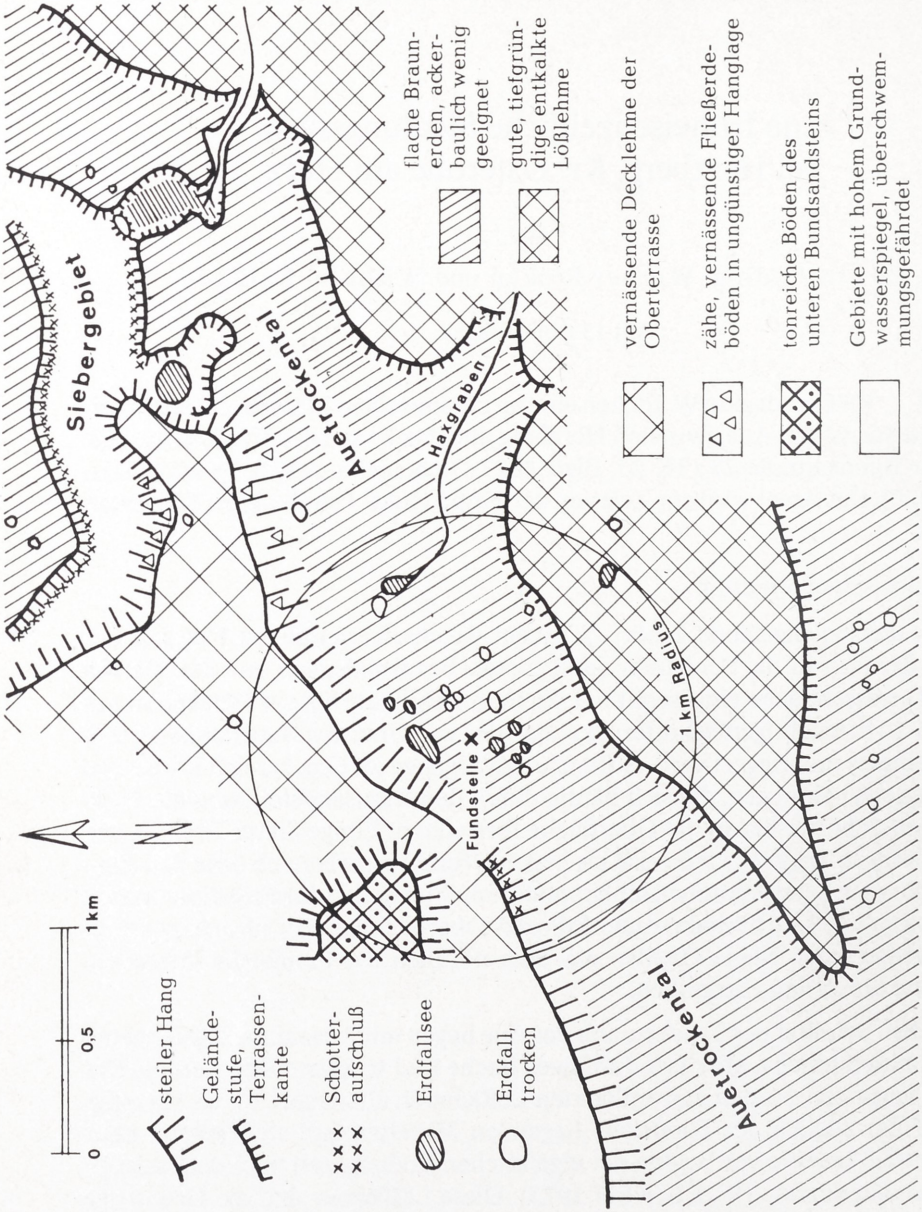 0
0,5
1km
steiler Hang
Gelände-
stufe,
Terrassen-
kante
Schotter-
aufschluß
Erdfallsee
Erdfall,
trocken
Siebergebiet
Auetrockental
Haxgraben
Fundstelle
1 km Radius
Auetrockental
flache Braun-
erden, acker-
baulich wenig
geeignet
gute, tiefgrün-
dige entkalkte
Lößlehme
vernässende Decklehme der
Oberterrasse
zähe, vernässende Fließerde-
böden in ungünstiger Hanglage
tonreiche Böden des
unteren Bundsandsteins
Gebiete mit hohem Grund-
wasserspiegel, überschwem-
mungsgefährdet